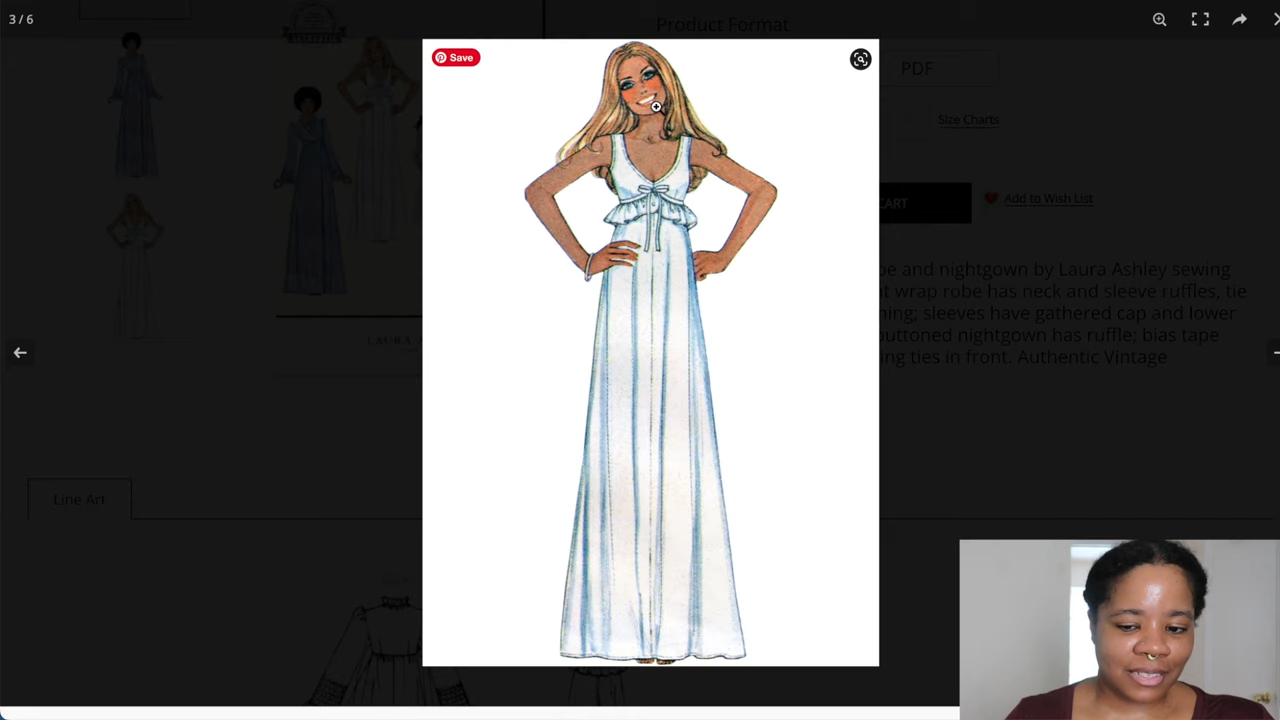 3 / 6
Product Format
Save
PDF
Size Charts
CART
Add to Wish List
be and nightgown by Laura Ashley sewing
t wrap robe has neck and sleeve ruffles, tie
ning; sleeves have gathered cap and lower
buttoned nightgown has ruffle; bias tape
ing ties in front. Authentic Vintage
LAURA
Line Art